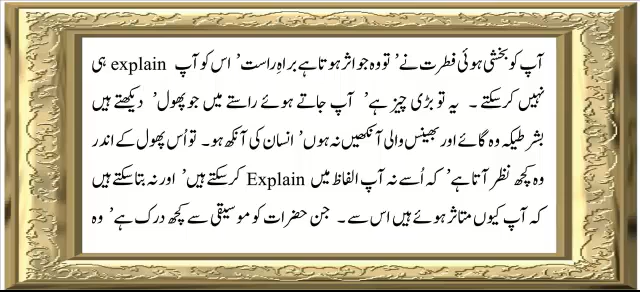 آپ کو بخشی ہوئی فطرت نے’ تو وہ جو اثر ہوتا ہے براہِ راست’ اس کو آپ explain ہی
نہیں کر سکتے ۔ یہ تو بڑی چیز ہے’ آپ جاتے ہوئے راستے میں جو پھول’ دیکھتے ہیں
بشرطیکہ وہ گائے اور بھینس والی آنکھیں نہ ہوں’ انسان کی آنکھ ہو۔ تو اُس پھول کے اندر
وہ کچھ نظر آتا ہے’ کہ اُسے نہ آپ الفاظ میں Explain کر سکتے ہیں’ اور نہ بتا سکتے ہیں
کہ آپ کیوں متاثر ہوئے ہیں اس سے ۔ جن حضرات کو موسیقی سے کچھ درک ہے’ وہ